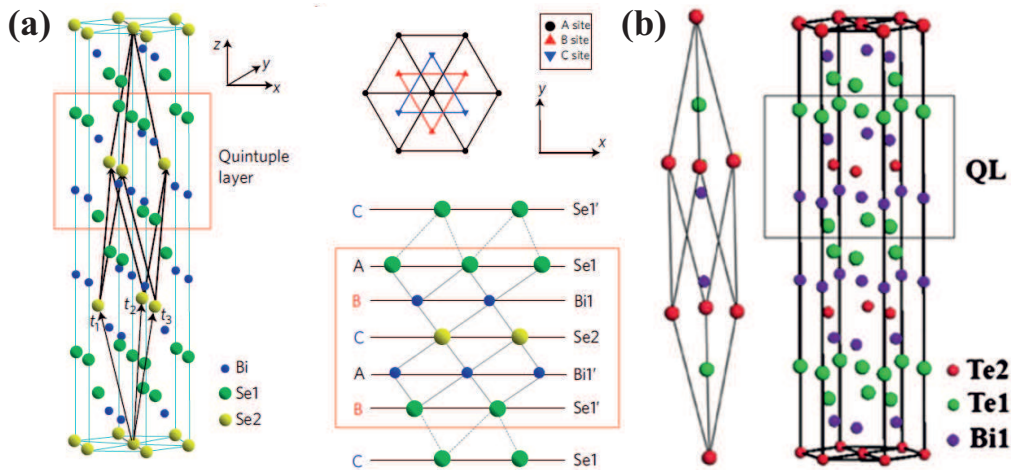 (a)
z
y
x
Quintuple
layer
t1
t2
t3
Bi
Se1
Se2
A site
B site
C site
y
x
C Se1'
A Se1
B Bi1
C Se2
A Bi1'
B Se1'
C Se1
(b)
QL
Te2
Te1
Bi1